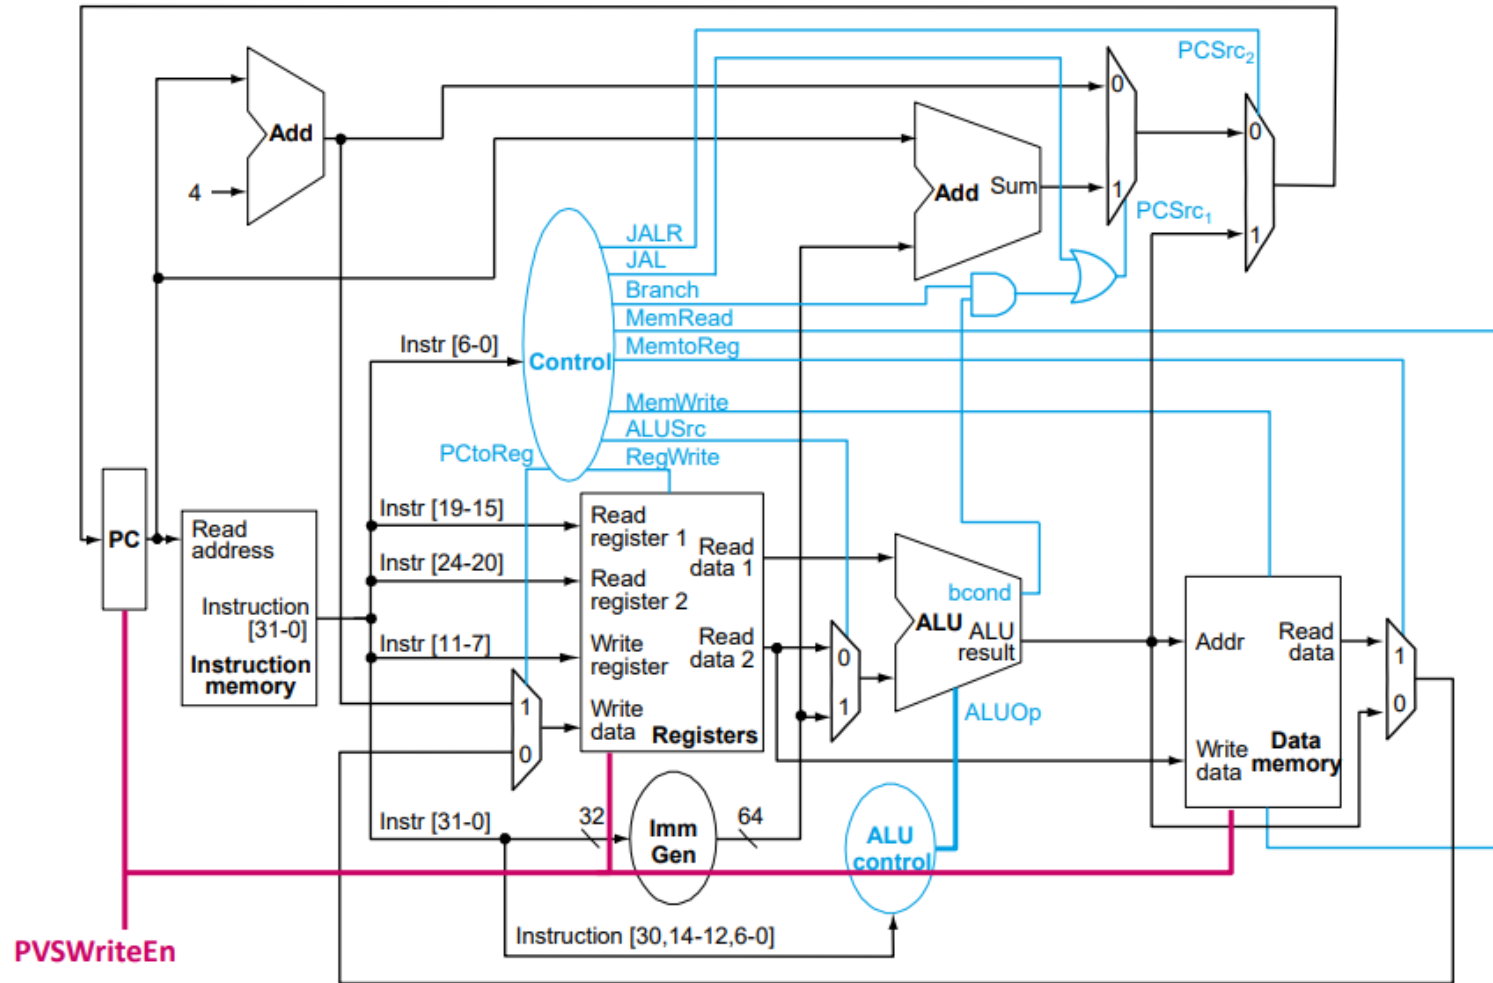 PCSrc2
0
Add
0
4
Add
Sum
1
PCSrc1
1
JALR
JAL
Branch
MemRead
Instr [6-0]
MemtoReg
Control
MemWrite
ALUSrc
PCtoReg
RegWrite
PC
Read
address
Instruction
[31-0]
Instruction
memory
Instr [19-15]
Instr [24-20]
Instr [11-7]
1
0
Read
register 1
Read
data 1
Read
register 2
Write
register
Read
data 2
Write
data
Registers
0
1
bcond
ALU
ALU
result
ALUOp
Addr
Read
data
Write
data
Data
memory
1
0
Instr [31-0]
32
Imm
Gen
64
ALU
control
Instruction [30,14-12,6-0]
PVSWriteEn